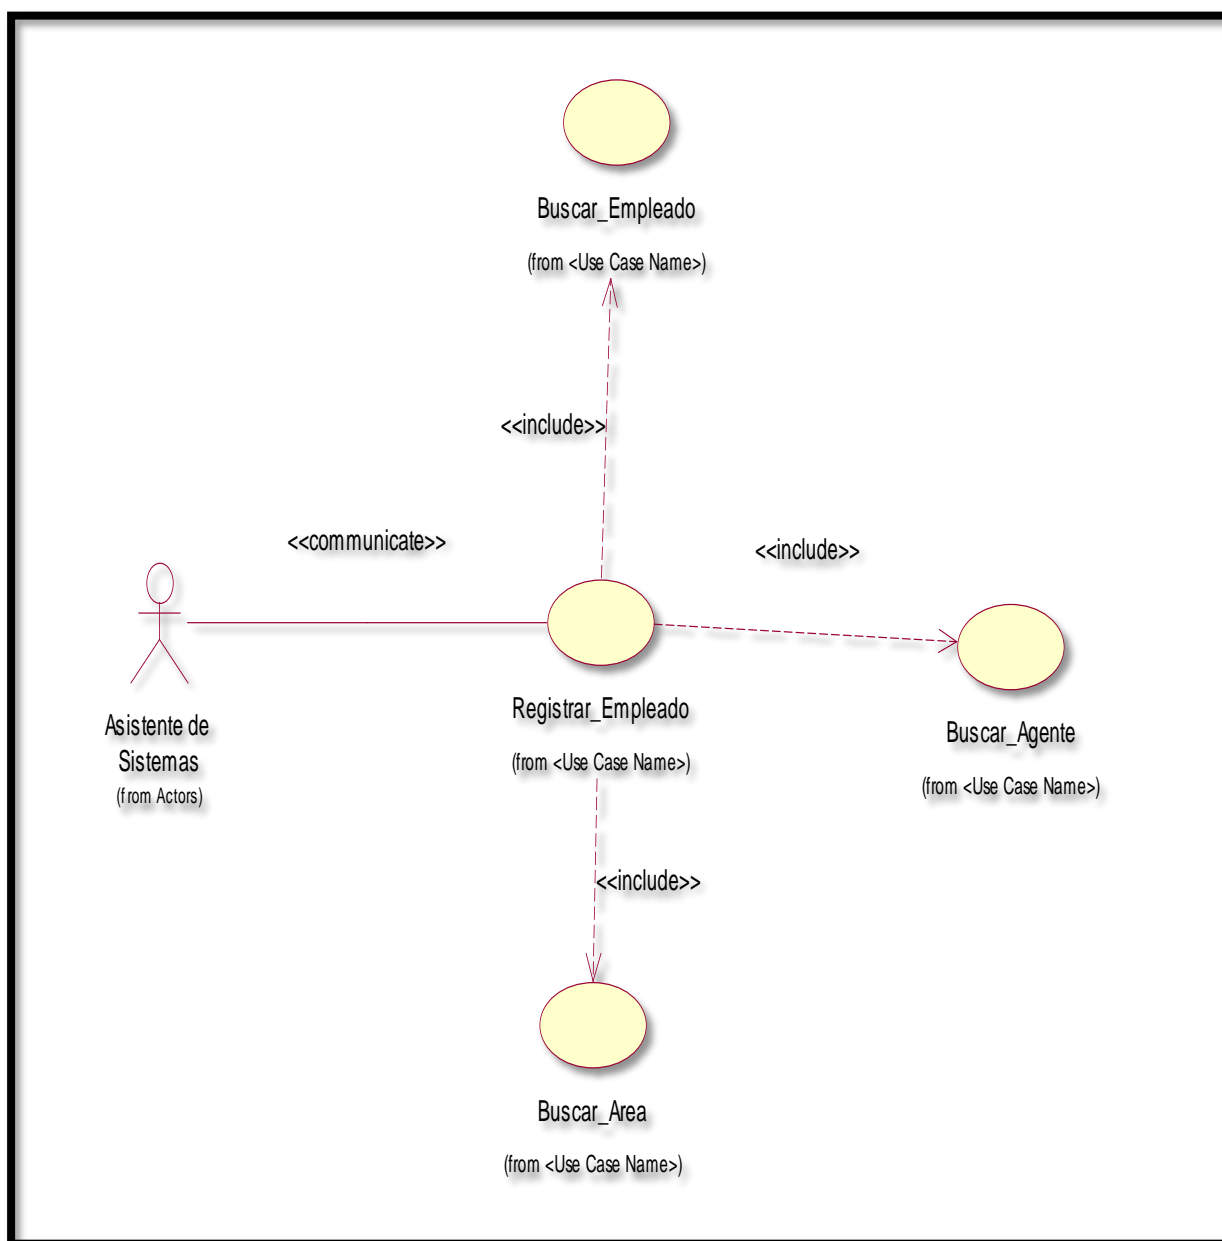 Buscar_Empleado
(from <Use Case Name>)
<<include>>
<<communicate>>
<<include>>
Asistente de
Sistemas
(from Actors)
Registrar_Empleado
(from <Use Case Name>)
Buscar_Agente
(from <Use Case Name>)
<<include>>
Buscar_Area
(from <Use Case Name>)